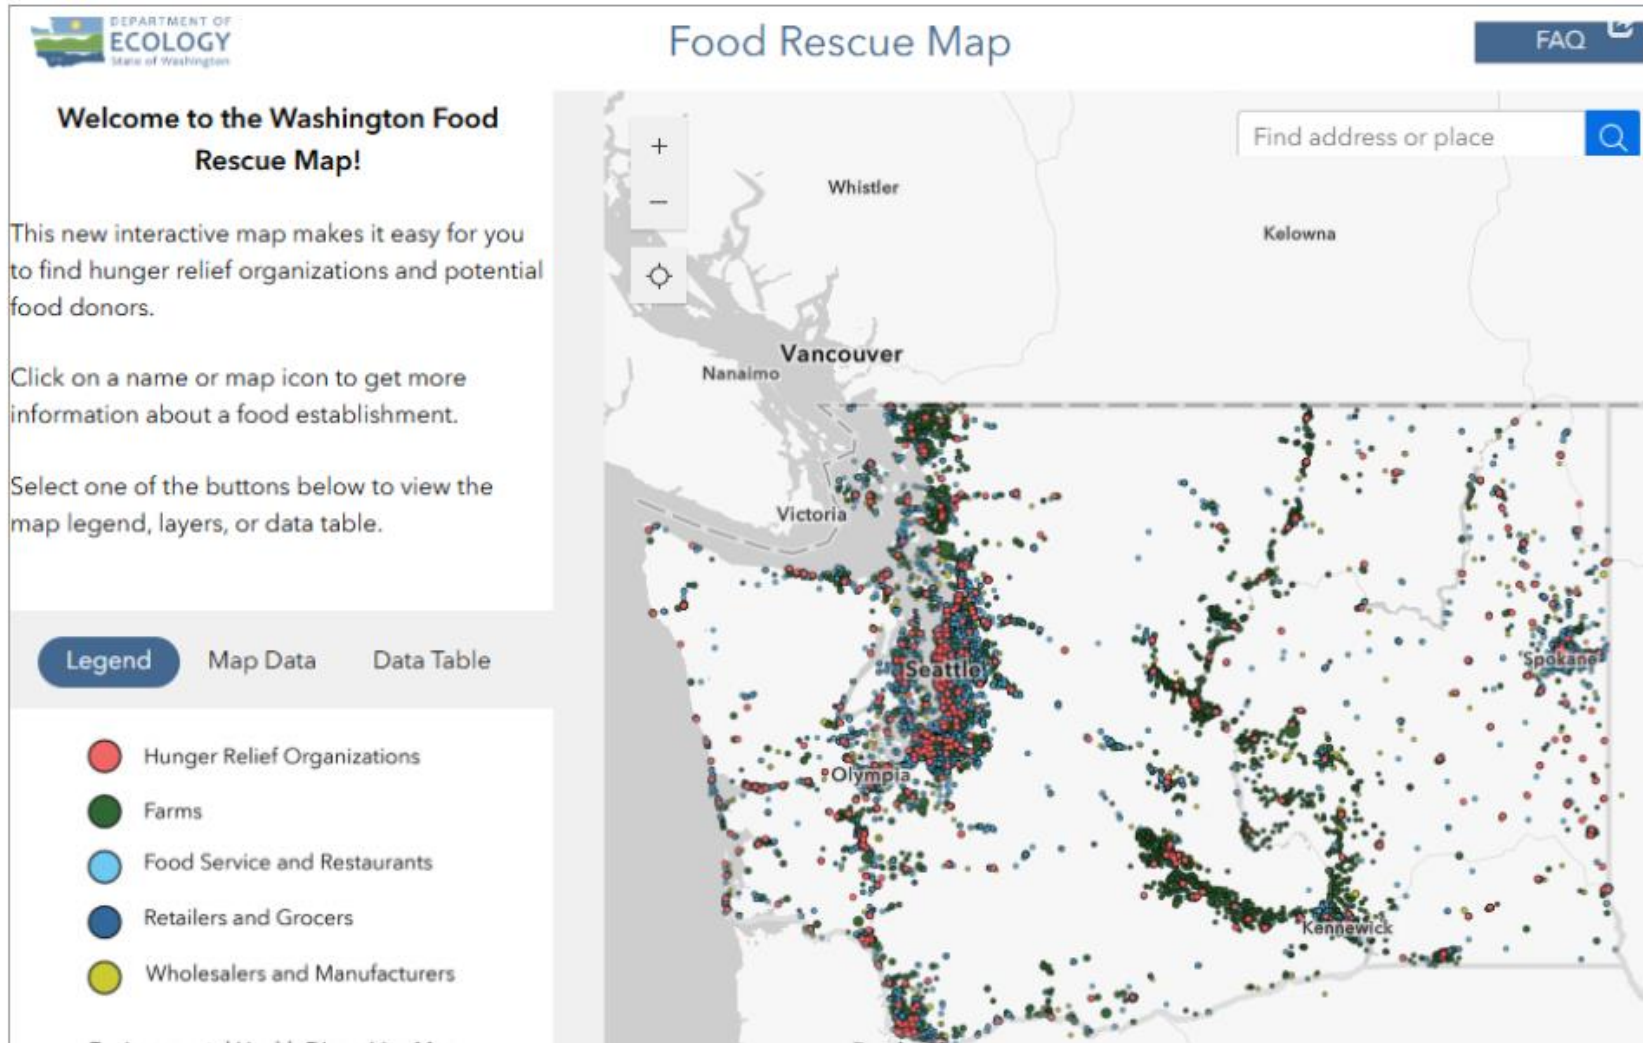 DEPARTMENT OF
ECOLOGY
State of Washington
Food Rescue Map
FAQ
Welcome to the Washington Food
Rescue Map!
This new interactive map makes it easy for you
to find hunger relief organizations and potential
food donors.
Click on a name or map icon to get more
information about a food establishment.
Select one of the buttons below to view the
map legend, layers, or data table.
Legend Map Data Data Table
Hunger Relief Organizations
Farms
Food Service and Restaurants
Retailers and Grocers
Wholesalers and Manufacturers
+
−
Find address or place
Whistler
Kelowna
Vancouver
Nanaimo
Victoria
Seattle
Spokane
Olympia
Kennewick